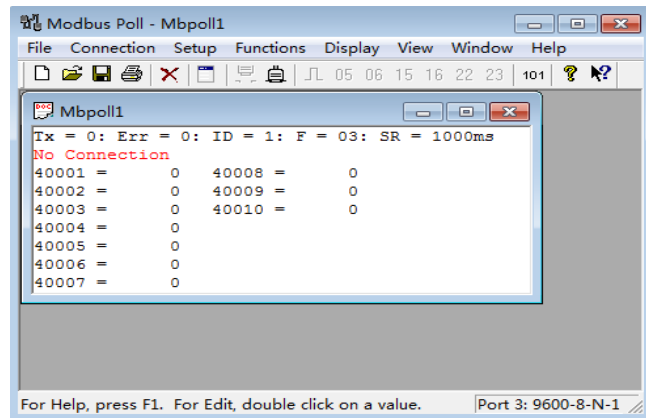 Modbus Poll - Mbpoll1
File Connection Setup Functions Display View Window Help
05 06 15 16 22 23 101
Mbpoll1
Tx = 0: Err = 0: ID = 1: F = 03: SR = 1000ms
No Connection
40001 = 0 40008 = 0
40002 = 0 40009 = 0
40003 = 0 40010 = 0
40004 = 0
40005 = 0
40006 = 0
40007 = 0
For Help, press F1. For Edit, double click on a value. Port 3: 9600-8-N-1